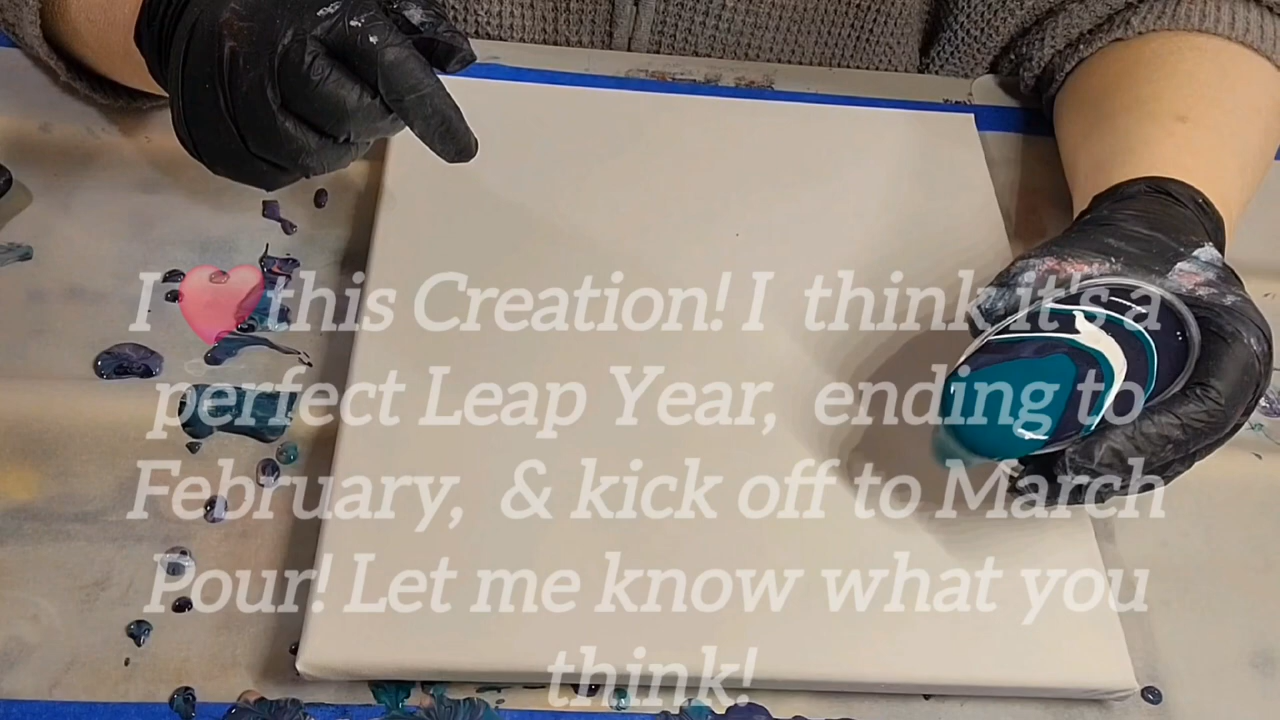 I 💗 this Creation! I think it's a
perfect Leap Year, ending to
February, & kick off to March
Pour! Let me know what you
think!